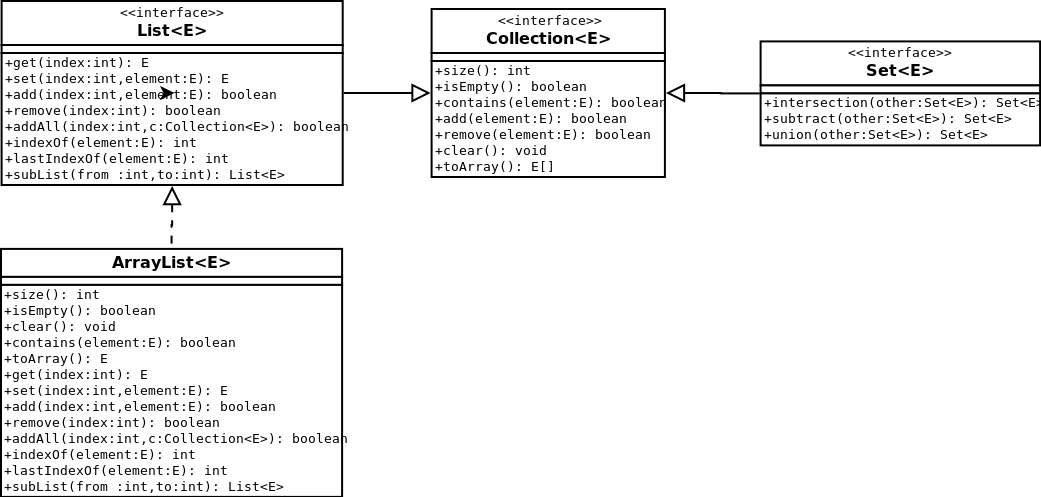 <<interface>>
List<E>
+get(index:int): E
+set(index:int,element:E): E
+add(index:int,element:E): boolean
+remove(index:int): boolean
+addAll(index:int,c:Collection<E>): boolean
+indexOf(element:E): int
+lastIndexOf(element:E): int
+subList(from :int,to:int): List<E>
<<interface>>
Collection<E>
+size(): int
+isEmpty(): boolean
+contains(element:E): boolean
+add(element:E): boolean
+remove(element:E): boolean
+clear(): void
+toArray(): E[]
<<interface>>
Set<E>
+intersection(other:Set<E>): Set<E>
+subtract(other:Set<E>): Set<E>
+union(other:Set<E>): Set<E>
ArrayList<E>
+size(): int
+isEmpty(): boolean
+clear(): void
+contains(element:E): boolean
+toArray(): E
+get(index:int): E
+set(index:int,element:E): E
+add(index:int,element:E): boolean
+remove(index:int): boolean
+addAll(index:int,c:Collection<E>): boolean
+indexOf(element:E): int
+lastIndexOf(element:E): int
+subList(from :int,to:int): List<E>